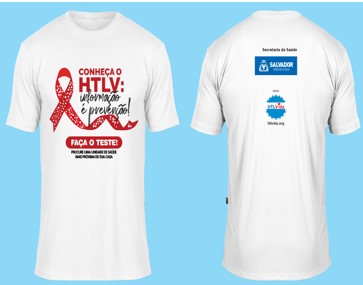 CONHEÇA O
HTLV:
informação
é prevenção!
FAÇA O TESTE!
PROCURE UMA UNIDADE DE SAÚDE
MAIS PRÓXIMA DE SUA CASA
Secretaria da Saúde
SALVADOR
PREFEITURA
HTLVida
htlvida.org